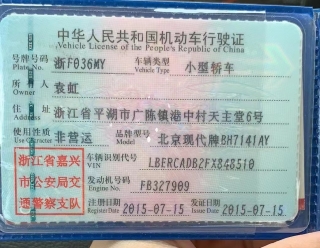 中华人民共和国机动车行驶证
Vehicle License of the People's Republic of China
号牌号码 浙F036MY 车辆类型 小型轿车
Plate No. Vehicle Type
所有人 袁虹
Owner
住址 浙江省平湖市广陈镇港中村天主堂6号
Address
使用性质 非营运 品牌型号 北京现代牌BH7141AY
Use Character Model
浙江省嘉兴 车辆识别代号 LBERCADB2FX848510
VIN
市公安局交 发动机号码 FB327909
Engine No.
通警察支队 注册日期 2015-07-15 发证日期 2015-07-15
Register Date Issue Date